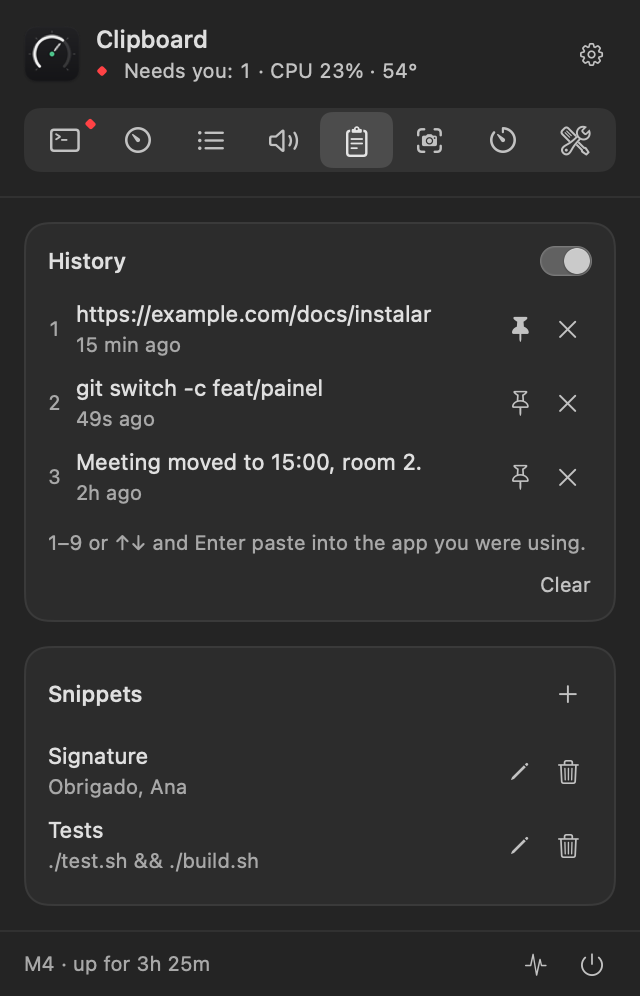 Clipboard
Needs you: 1 · CPU 23% · 54°
History
1
https://example.com/docs/instalar
15 min ago
2
git switch -c feat/painel
49s ago
3
Meeting moved to 15:00, room 2.
2h ago
1–9 or ↑↓ and Enter paste into the app you were using.
Clear
Snippets
Signature
Obrigado, Ana
Tests
./test.sh && ./build.sh
M4 · up for 3h 25m